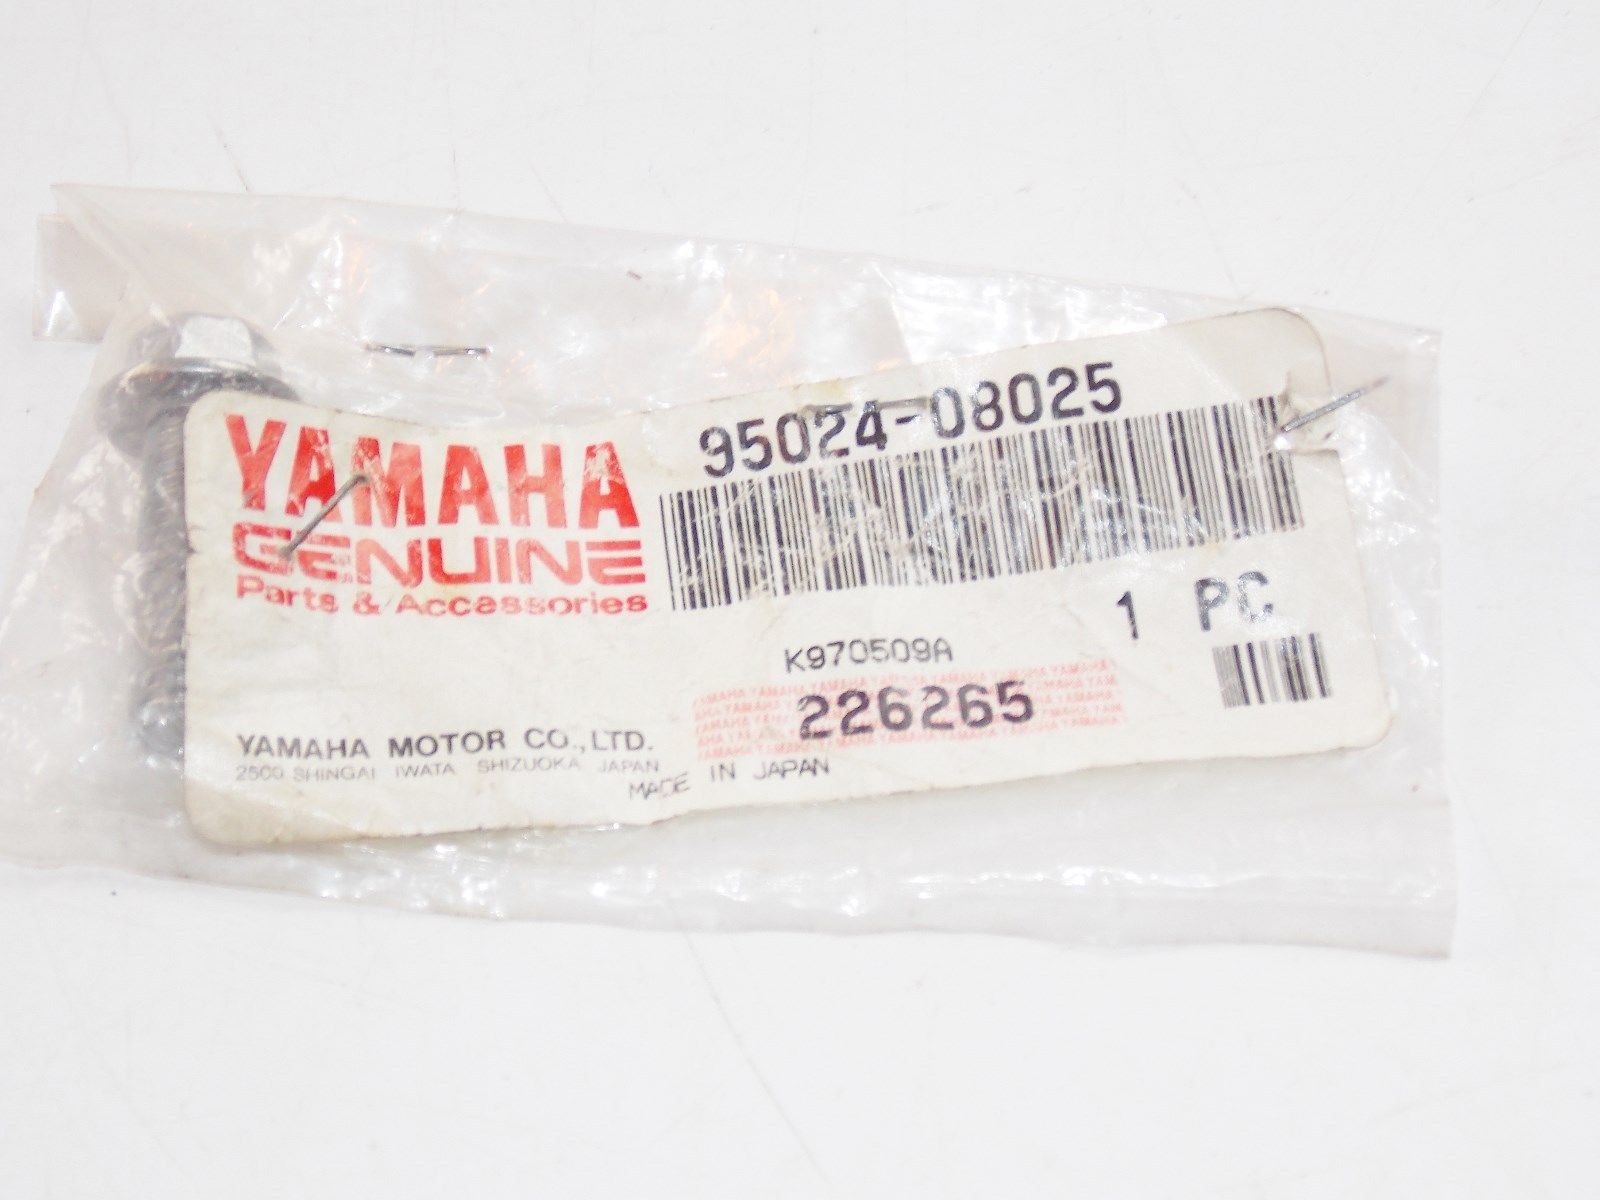 95024-08025
YAMAHA
GENUINE
Parts & Accessories
1 PC
K970509A
226265
YAMAHA MOTOR CO.,LTD.
2500 SHINGAI IWATA SHIZUOKA JAPAN
MADE IN JAPAN